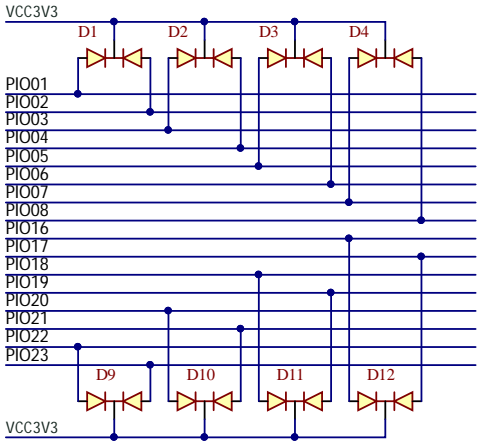 VCC3V3
D1 D2 D3 D4
PIO01
PIO02
PIO03
PIO04
PIO05
PIO06
PIO07
PIO08
PIO16
PIO17
PIO18
PIO19
PIO20
PIO21
PIO22
PIO23
D9 D10 D11 D12
VCC3V3